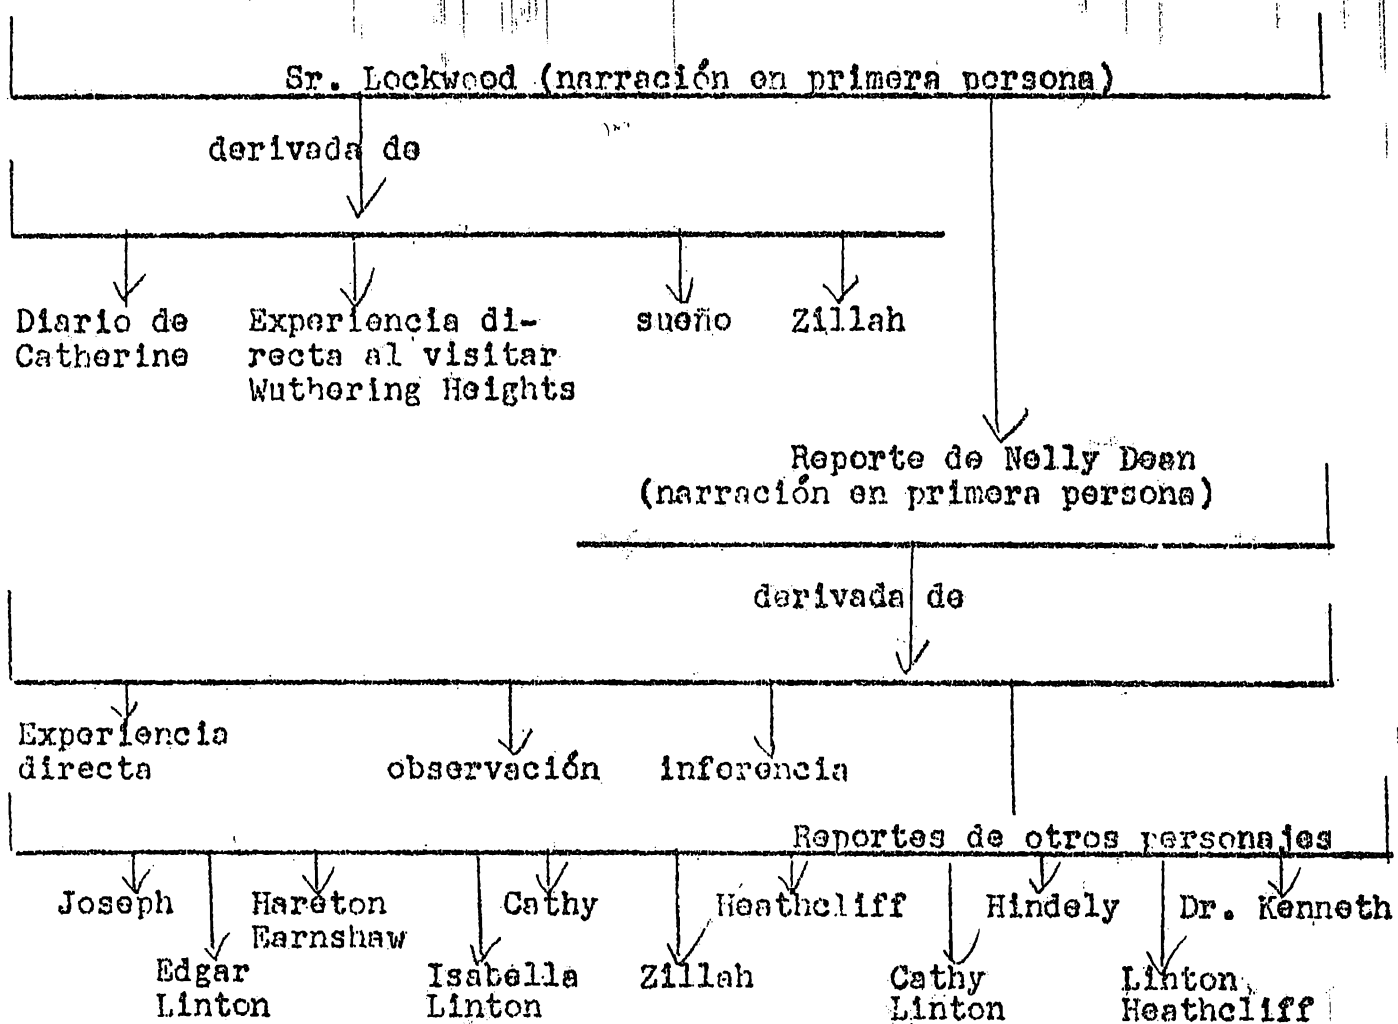 Sr. Lockwood (narración en primera persona)
derivada de
Diario de
Catherine
Experiencia di-
recta al visitar
Wuthering Heights
sueño
Zillah
Reporte de Nelly Dean
(narración en primera persona)
derivada de
Experiencia
directa
observación
inferencia
Reportes de otros personajes
Joseph
Edgar
Linton
Hareton
Earnshaw
Isabella
Linton
Cathy
Zillah
Heathcliff
Cathy
Linton
Hindely
Linton
Heathcliff
Dr. Kenneth